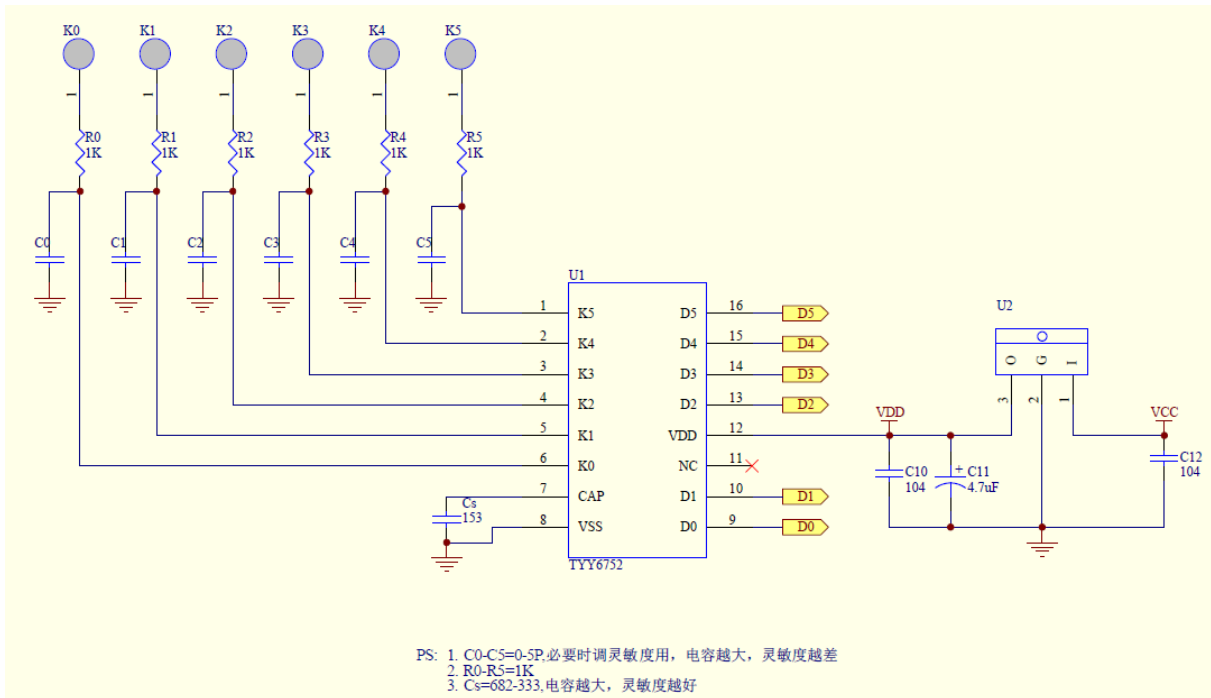 K0 K1 K2 K3 K4 K5
1 1 1 1 1 1
R0 R1 R2 R3 R4 R5
1K 1K 1K 1K 1K 1K
C0 C1 C2 C3 C4 C5
U1
1 K5 D5 16 D5
2 K4 D4 15 D4
3 K3 D3 14 D3
4 K2 D2 13 D2
5 K1 VDD 12
6 K0 NC 11
7 CAP D1 10 D1
8 VSS D0 9 D0
TYY6752
Cs
153
U2
O G I
3 2 1
VDD
VCC
C10
104
+ C11
4.7uF
C12
104
PS: 1. C0-C5=0-5P,必要时调灵敏度用，电容越大，灵敏度越差
2. R0-R5=1K
3. Cs=682-333,电容越大，灵敏度越好